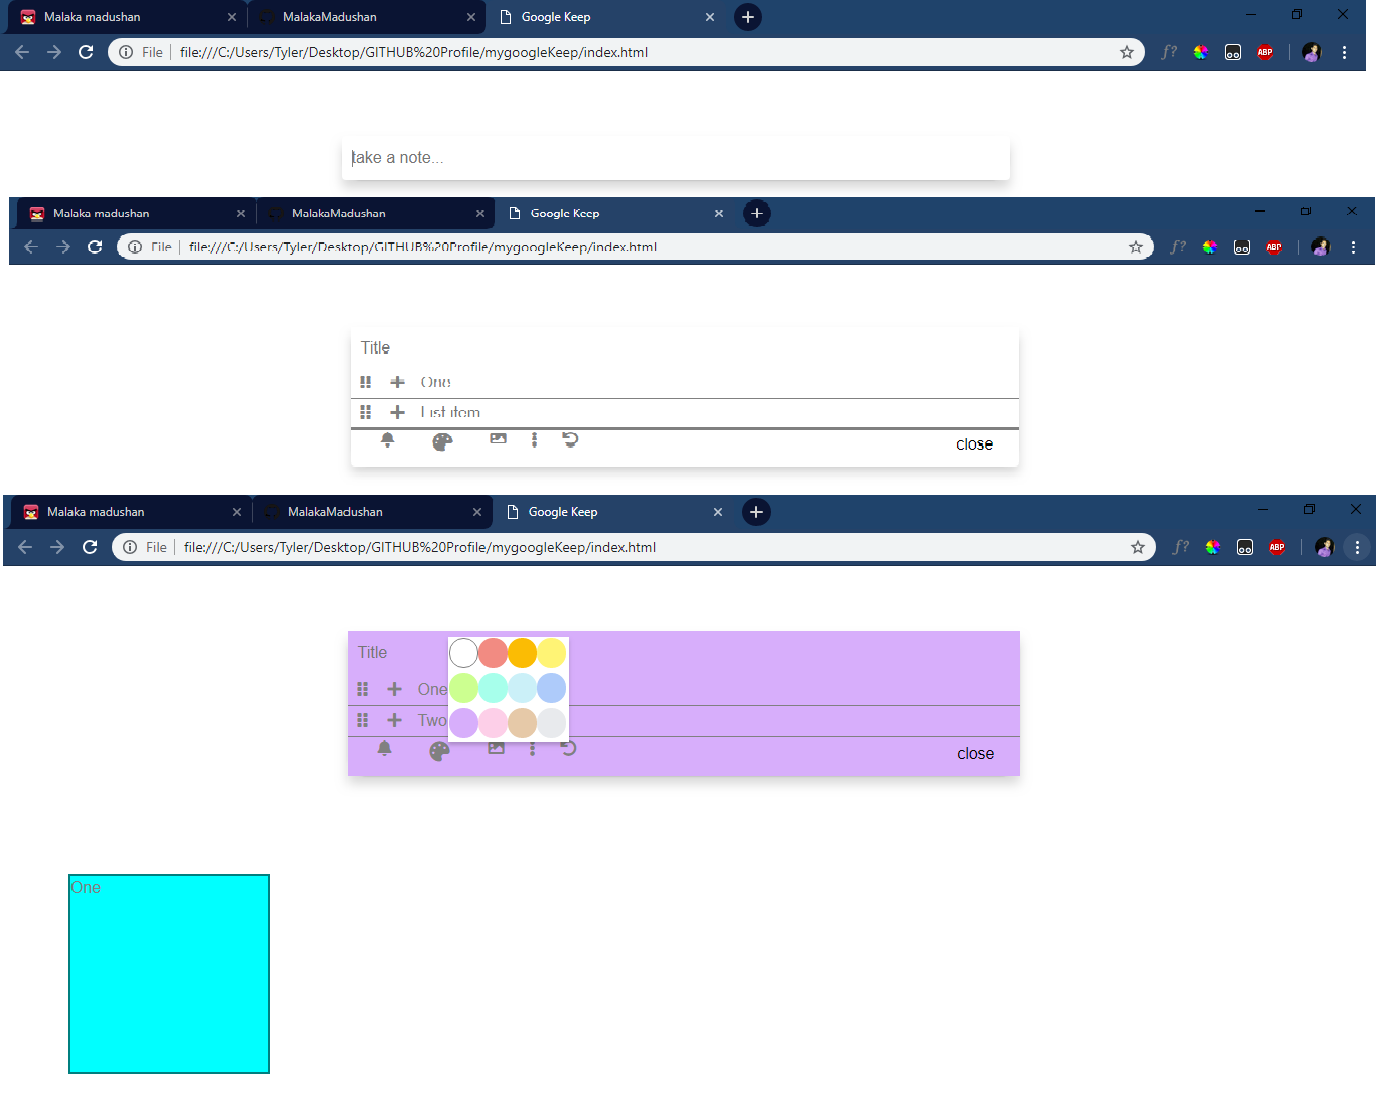 Malaka madushan MalakaMadushan Google Keep
File file:///C:/Users/Tyler/Desktop/GITHUB%20Profile/mygoogleKeep/index.html f? ABP
take a note...
Malaka madushan MalakaMadushan Google Keep
File file:///C:/Users/Tyler/Desktop/GITHUB%20Profile/mygoogleKeep/index.html f? ABP
Title
One
List item
close
Malaka madushan MalakaMadushan Google Keep
File file:///C:/Users/Tyler/Desktop/GITHUB%20Profile/mygoogleKeep/index.html f? ABP
Title
One
Two
close
One